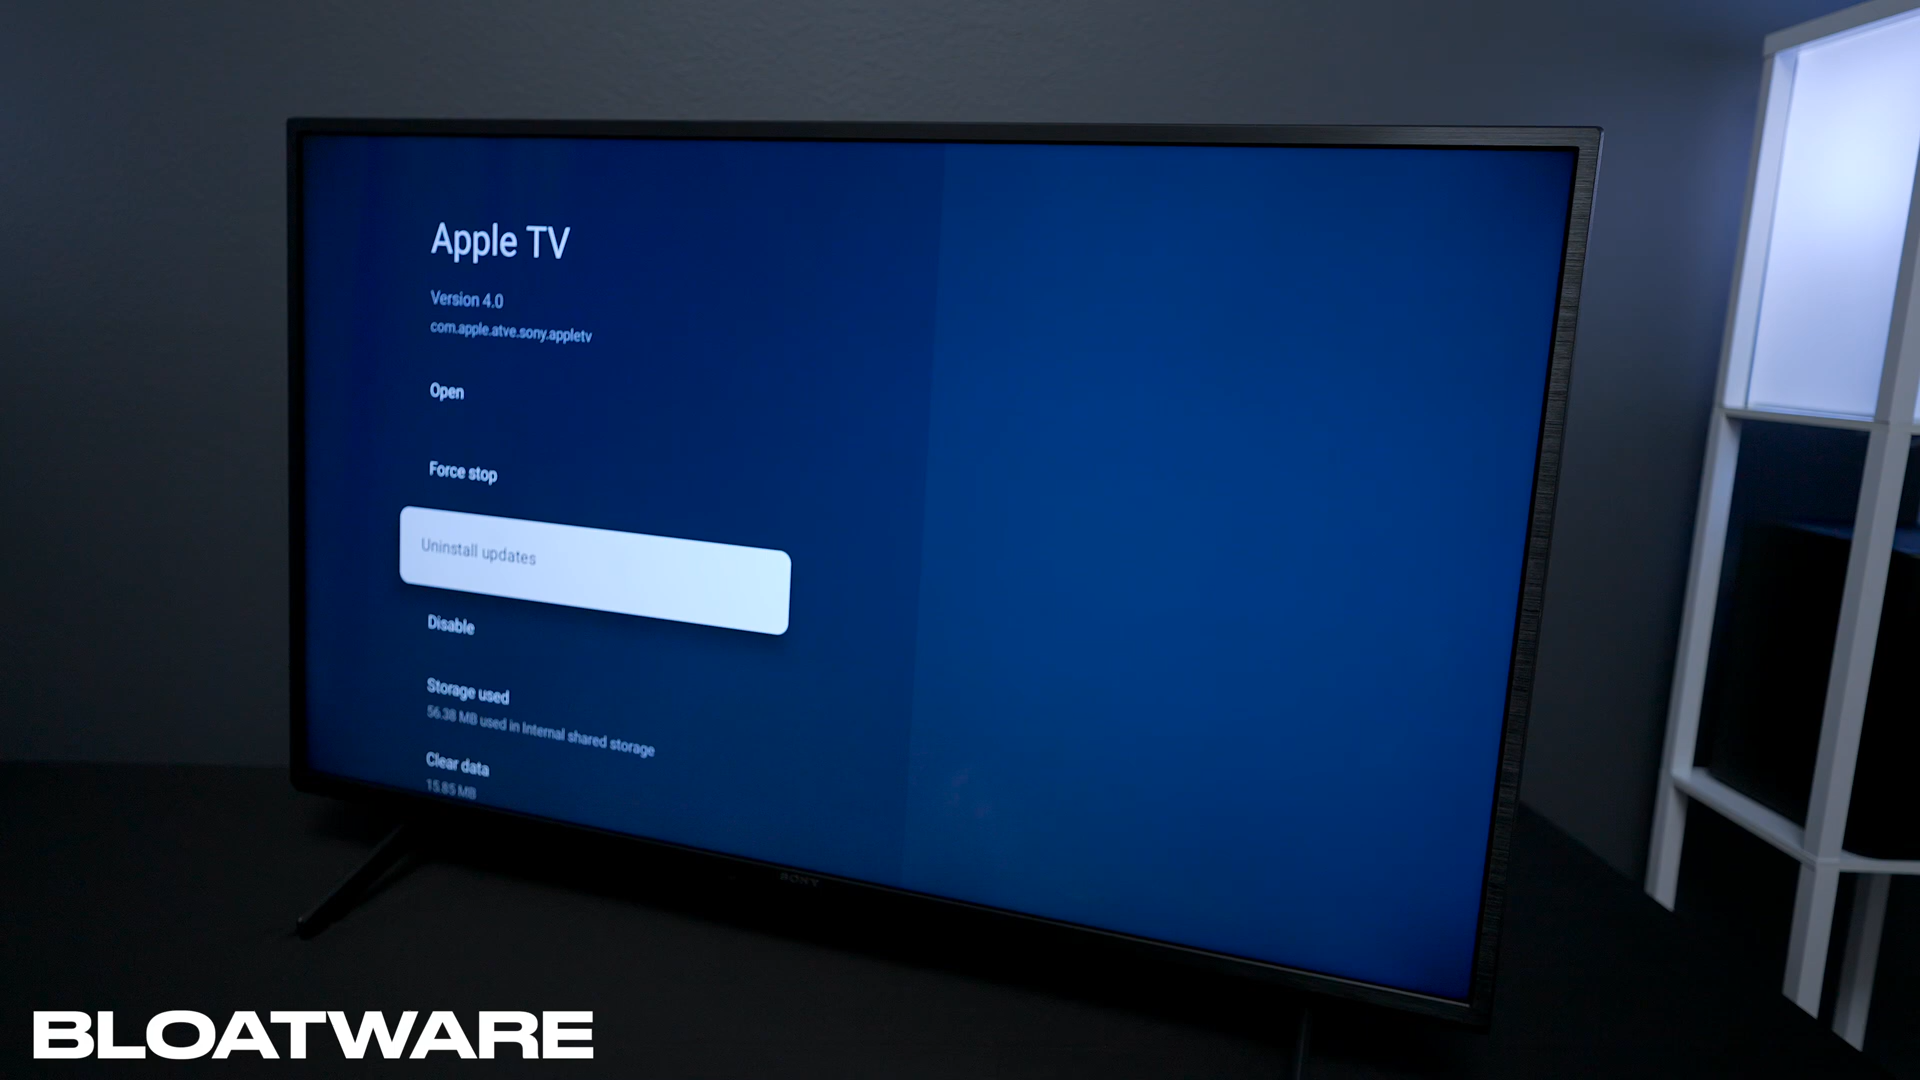 Apple TV
Version 4.0
com.apple.atve.sony.appletv
Open
Force stop
Uninstall updates
Disable
Storage used
56.38 MB used in Internal shared storage
Clear data
15.85 MB
SONY
BLOATWARE